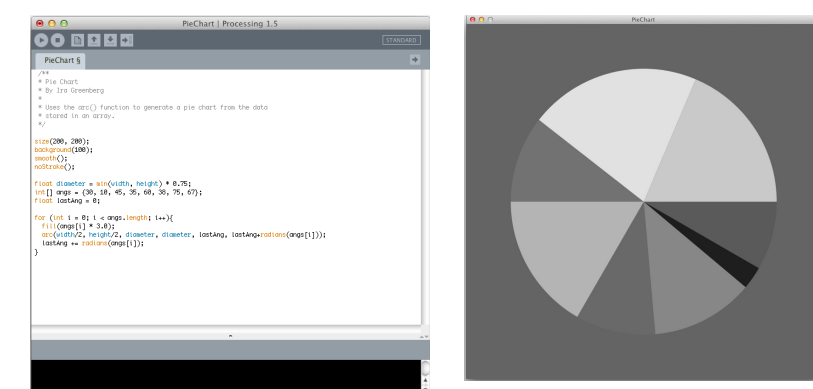 PieChart | Processing 1.5
STANDARD
PieChart §
/**
* Pie Chart
* By Ira Greenberg
*
* Uses the arc() function to generate a pie chart from the data
* stored in an array.
*/
size(200, 200);
background(100);
smooth();
noStroke();
float diameter = min(width, height) * 0.75;
int[] angs = {30, 10, 45, 35, 60, 38, 75, 67};
float lastAng = 0;
for (int i = 0; i < angs.length; i++){
fill(angs[i] * 3.0);
arc(width/2, height/2, diameter, diameter, lastAng, lastAng+radians(angs[i]));
lastAng += radians(angs[i]);
}
PieChart